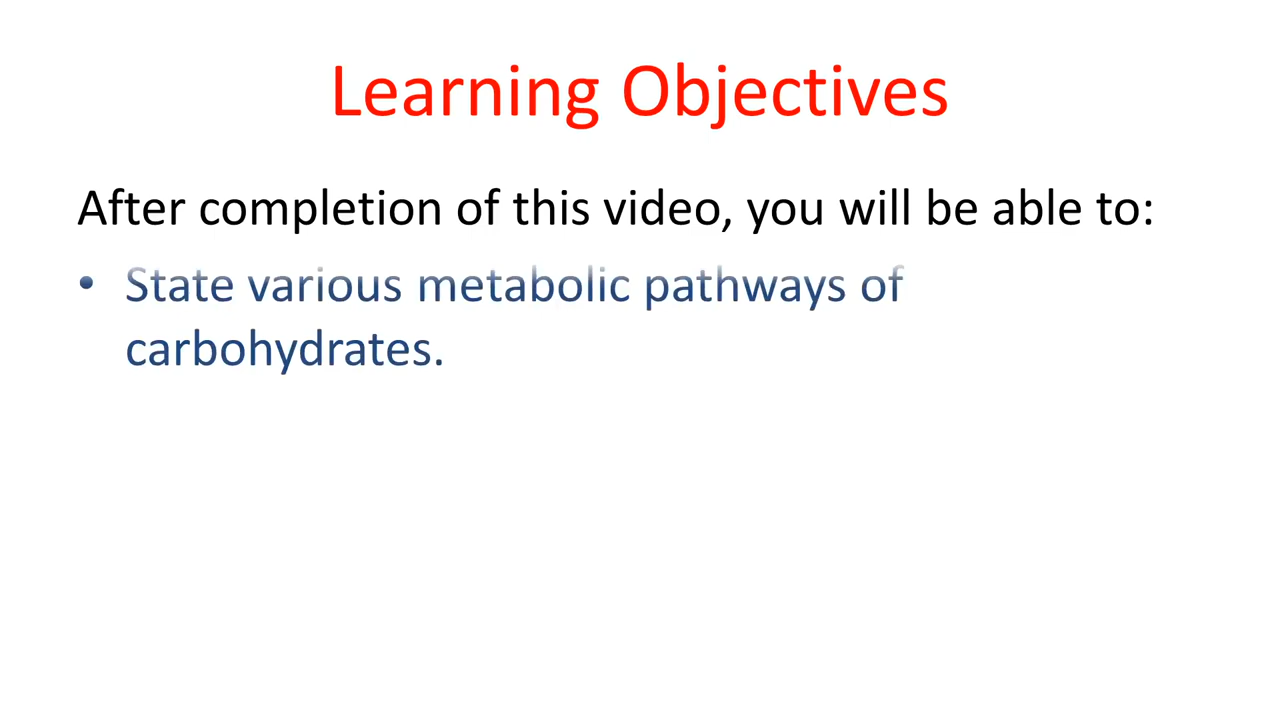 Learning Objectives
After completion of this video, you will be able to:
• State various metabolic pathways of
carbohydrates.